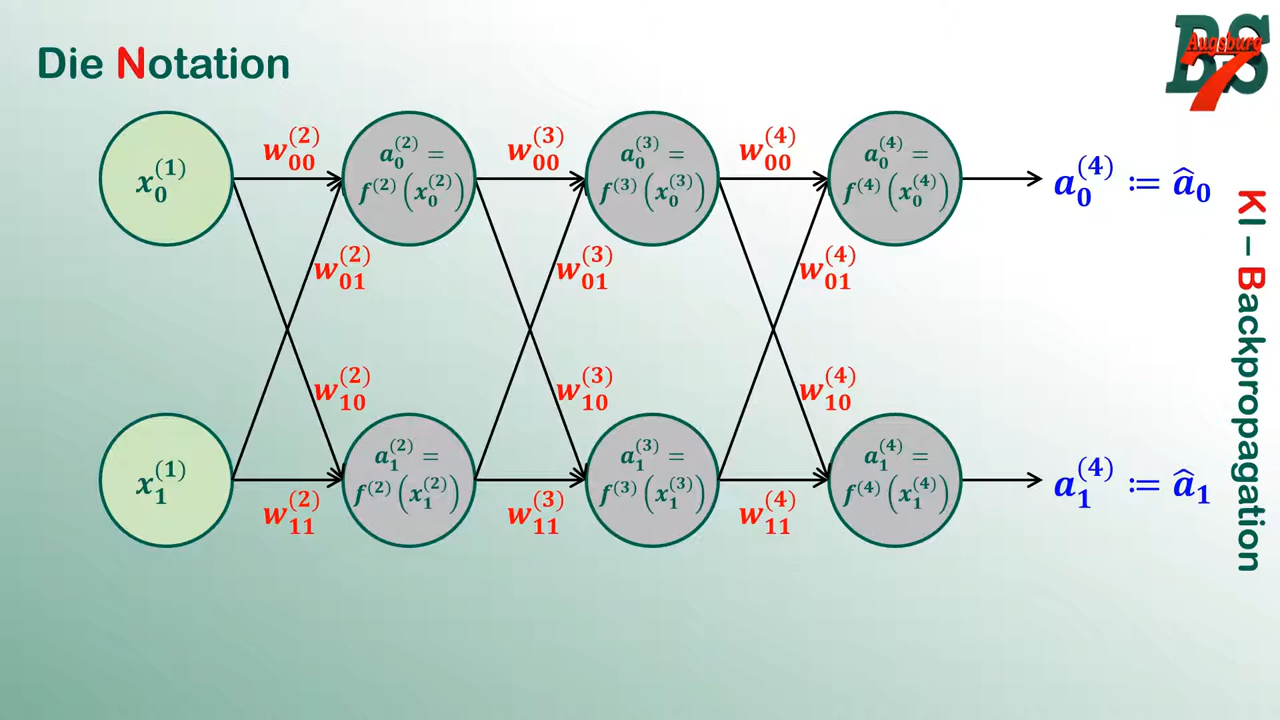 Die Notation
BS
Augsburg
7
x_0^(1)
w_00^(2)
a_0^(2) =
f^(2)(x_0^(2))
w_00^(3)
a_0^(3) =
f^(3)(x_0^(3))
w_00^(4)
a_0^(4) =
f^(4)(x_0^(4))
a_0^(4) := â_0
w_01^(2)
w_01^(3)
w_01^(4)
w_10^(2)
w_10^(3)
w_10^(4)
x_1^(1)
w_11^(2)
a_1^(2) =
f^(2)(x_1^(2))
w_11^(3)
a_1^(3) =
f^(3)(x_1^(3))
w_11^(4)
a_1^(4) =
f^(4)(x_1^(4))
a_1^(4) := â_1
KI – Backpropagation